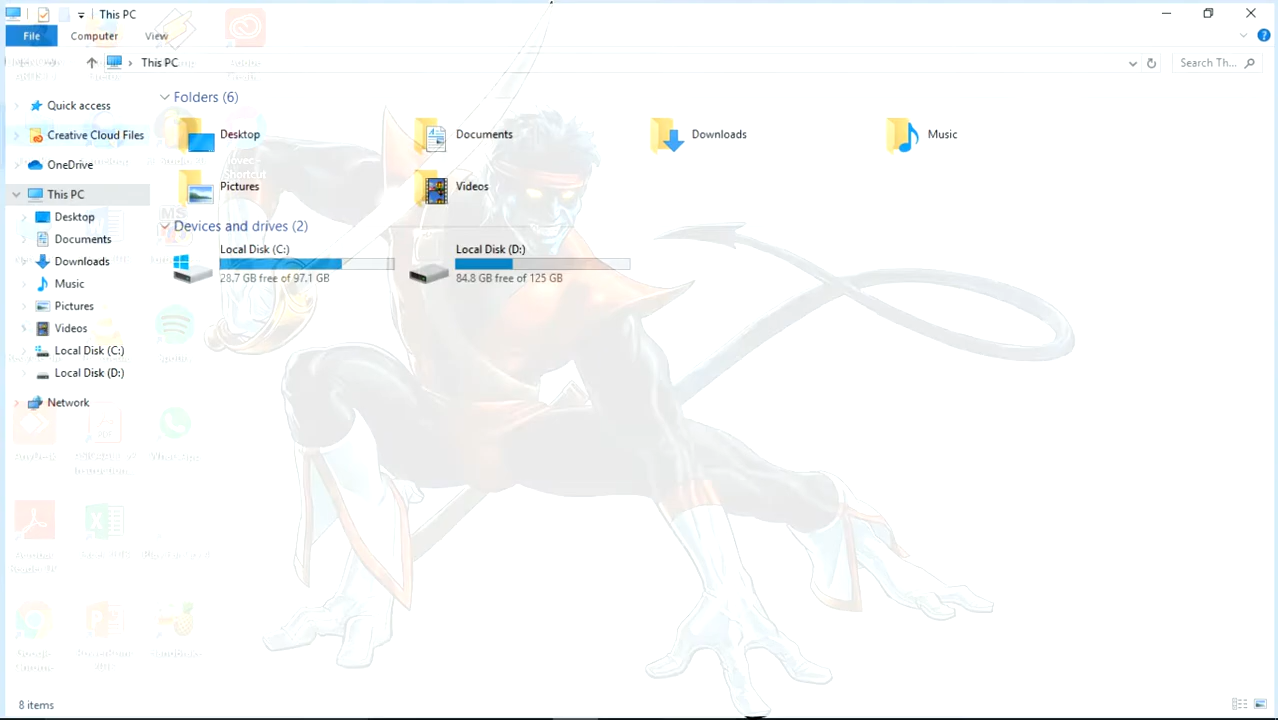 This PC
File Computer View
This PC
Search Th...
Quick access
Creative Cloud Files
OneDrive
This PC
Desktop
Documents
Downloads
Music
Pictures
Videos
Local Disk (C:)
Local Disk (D:)
Network
Folders (6)
Desktop
Documents
Downloads
Music
Pictures
Videos
Devices and drives (2)
Local Disk (C:)
28.7 GB free of 97.1 GB
Local Disk (D:)
84.8 GB free of 125 GB
Shortcut
8 items